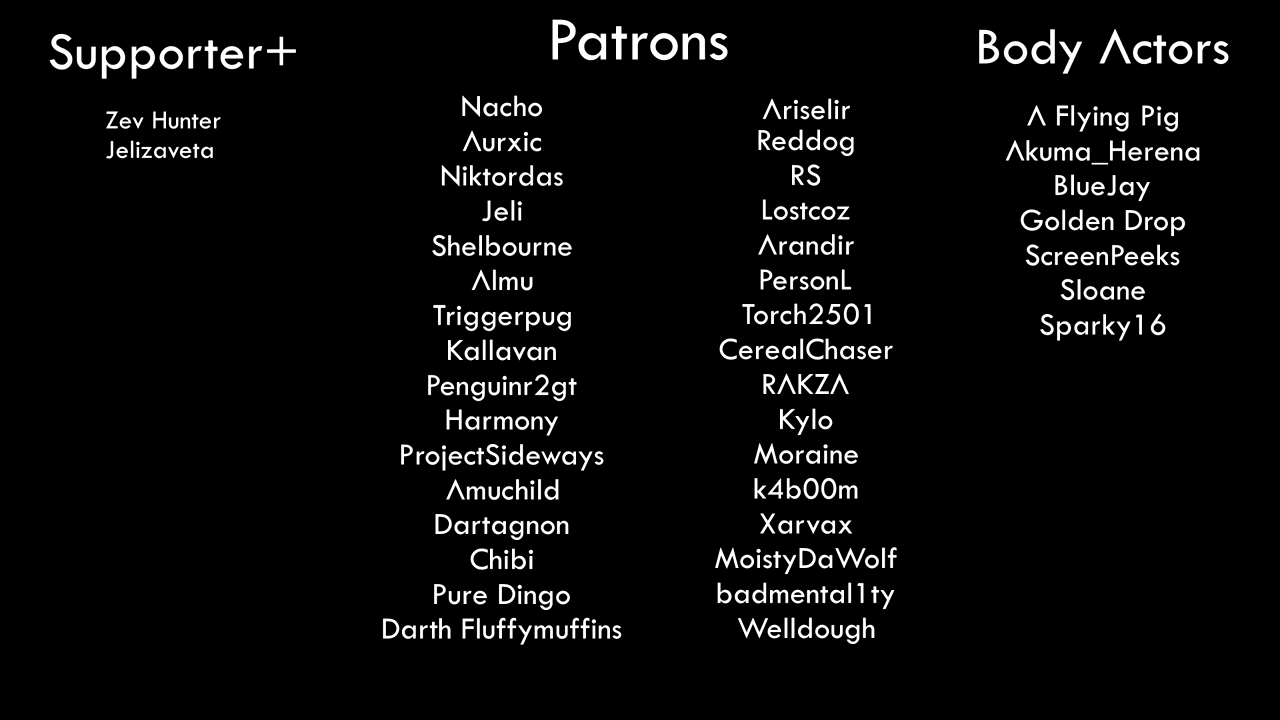 Supporter+
Zev Hunter
Jelizaveta
Patrons
Nacho
Aurxic
Niktordas
Jeli
Shelbourne
Almu
Triggerpug
Kallavan
Penguinr2gt
Harmony
ProjectSideways
Amuchild
Dartagnon
Chibi
Pure Dingo
Darth Fluffymuffins
Ariselir
Reddog
RS
Lostcoz
Arandir
PersonL
Torch2501
CerealChaser
RAKZA
Kylo
Moraine
k4b00m
Xarvax
MoistyDaWolf
badmental1ty
Welldough
Body Actors
A Flying Pig
Akuma_Herena
BlueJay
Golden Drop
ScreenPeeks
Sloane
Sparky16